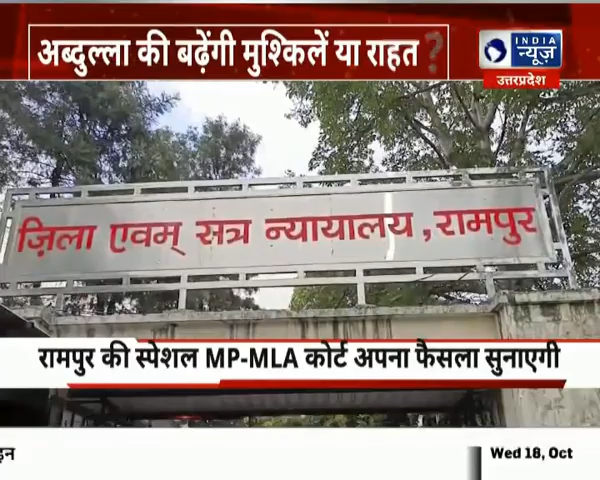 अब्दुल्ला की बढ़ेंगी मुश्किलें या राहत?
INDIA
न्यूज़
उत्तरप्रदेश
ज़िला एवम् सत्र न्यायालय, रामपुर
रामपुर की स्पेशल MP-MLA कोर्ट अपना फैसला सुनाएगी
Wed 18, Oct